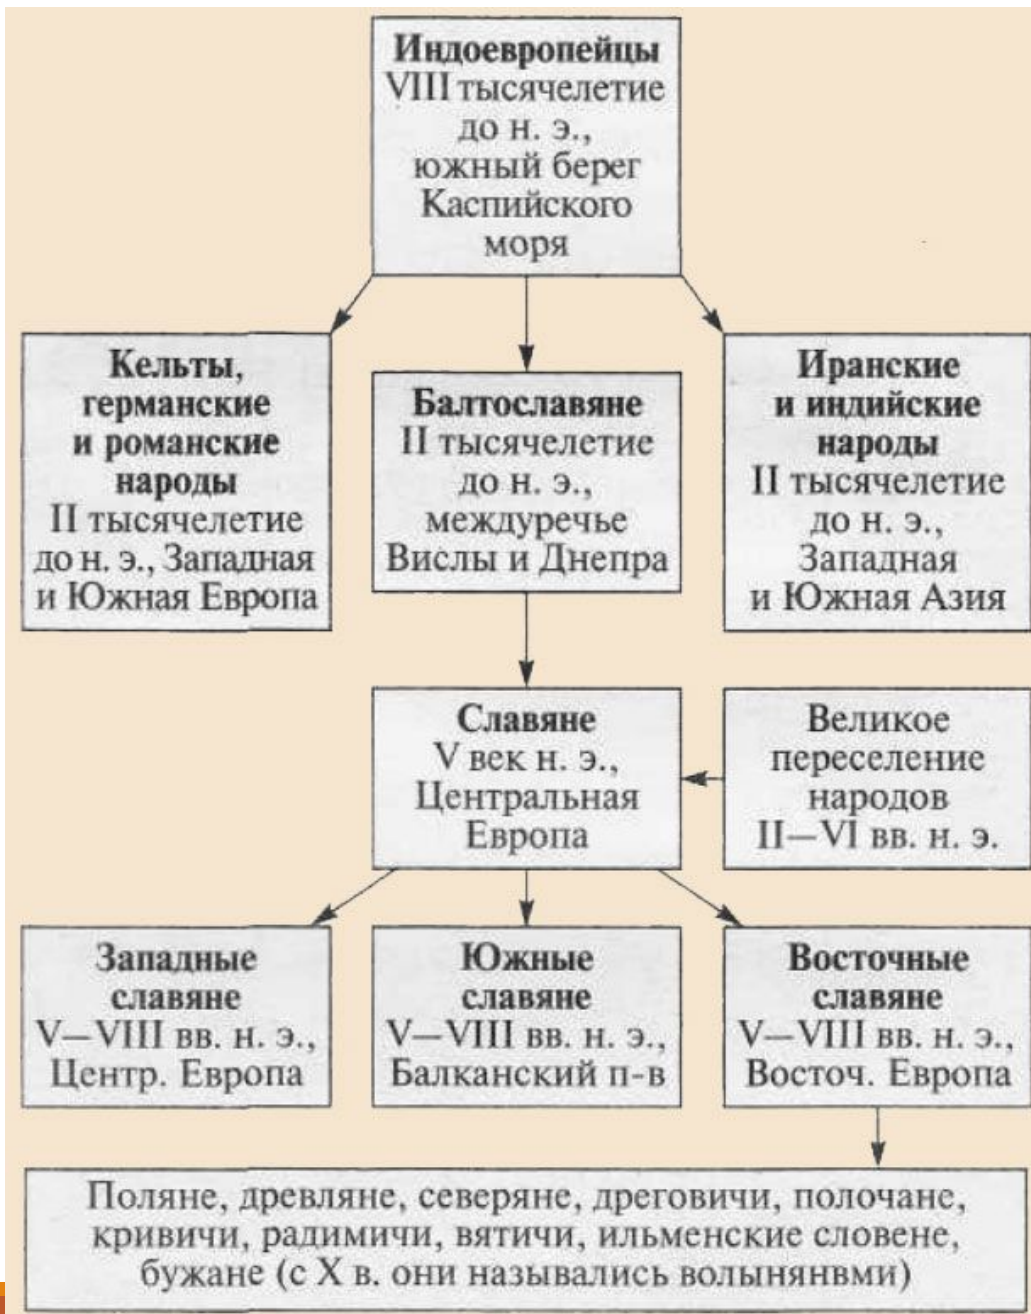 Индоевропейцы
VIII тысячелетие
до н. э.,
южный берег
Каспийского
моря
Кельты,
германские
и романские
народы
II тысячелетие
до н. э., Западная
и Южная Европа
Балтославяне
II тысячелетие
до н. э.,
междуречье
Вислы и Днепра
Иранские
и индийские
народы
II тысячелетие
до н. э.,
Западная
и Южная Азия
Славяне
V век н. э.,
Центральная
Европа
Великое
переселение
народов
II—VI вв. н. э.
Западные
славяне
V—VIII вв. н. э.,
Центр. Европа
Южные
славяне
V—VIII вв. н. э.,
Балканский п-в
Восточные
славяне
V—VIII вв. н. э.,
Восточ. Европа
Поляне, древляне, северяне, дреговичи, полочане,
кривичи, радимичи, вятичи, ильменские словене,
бужане (с X в. они назывались волынянвми)